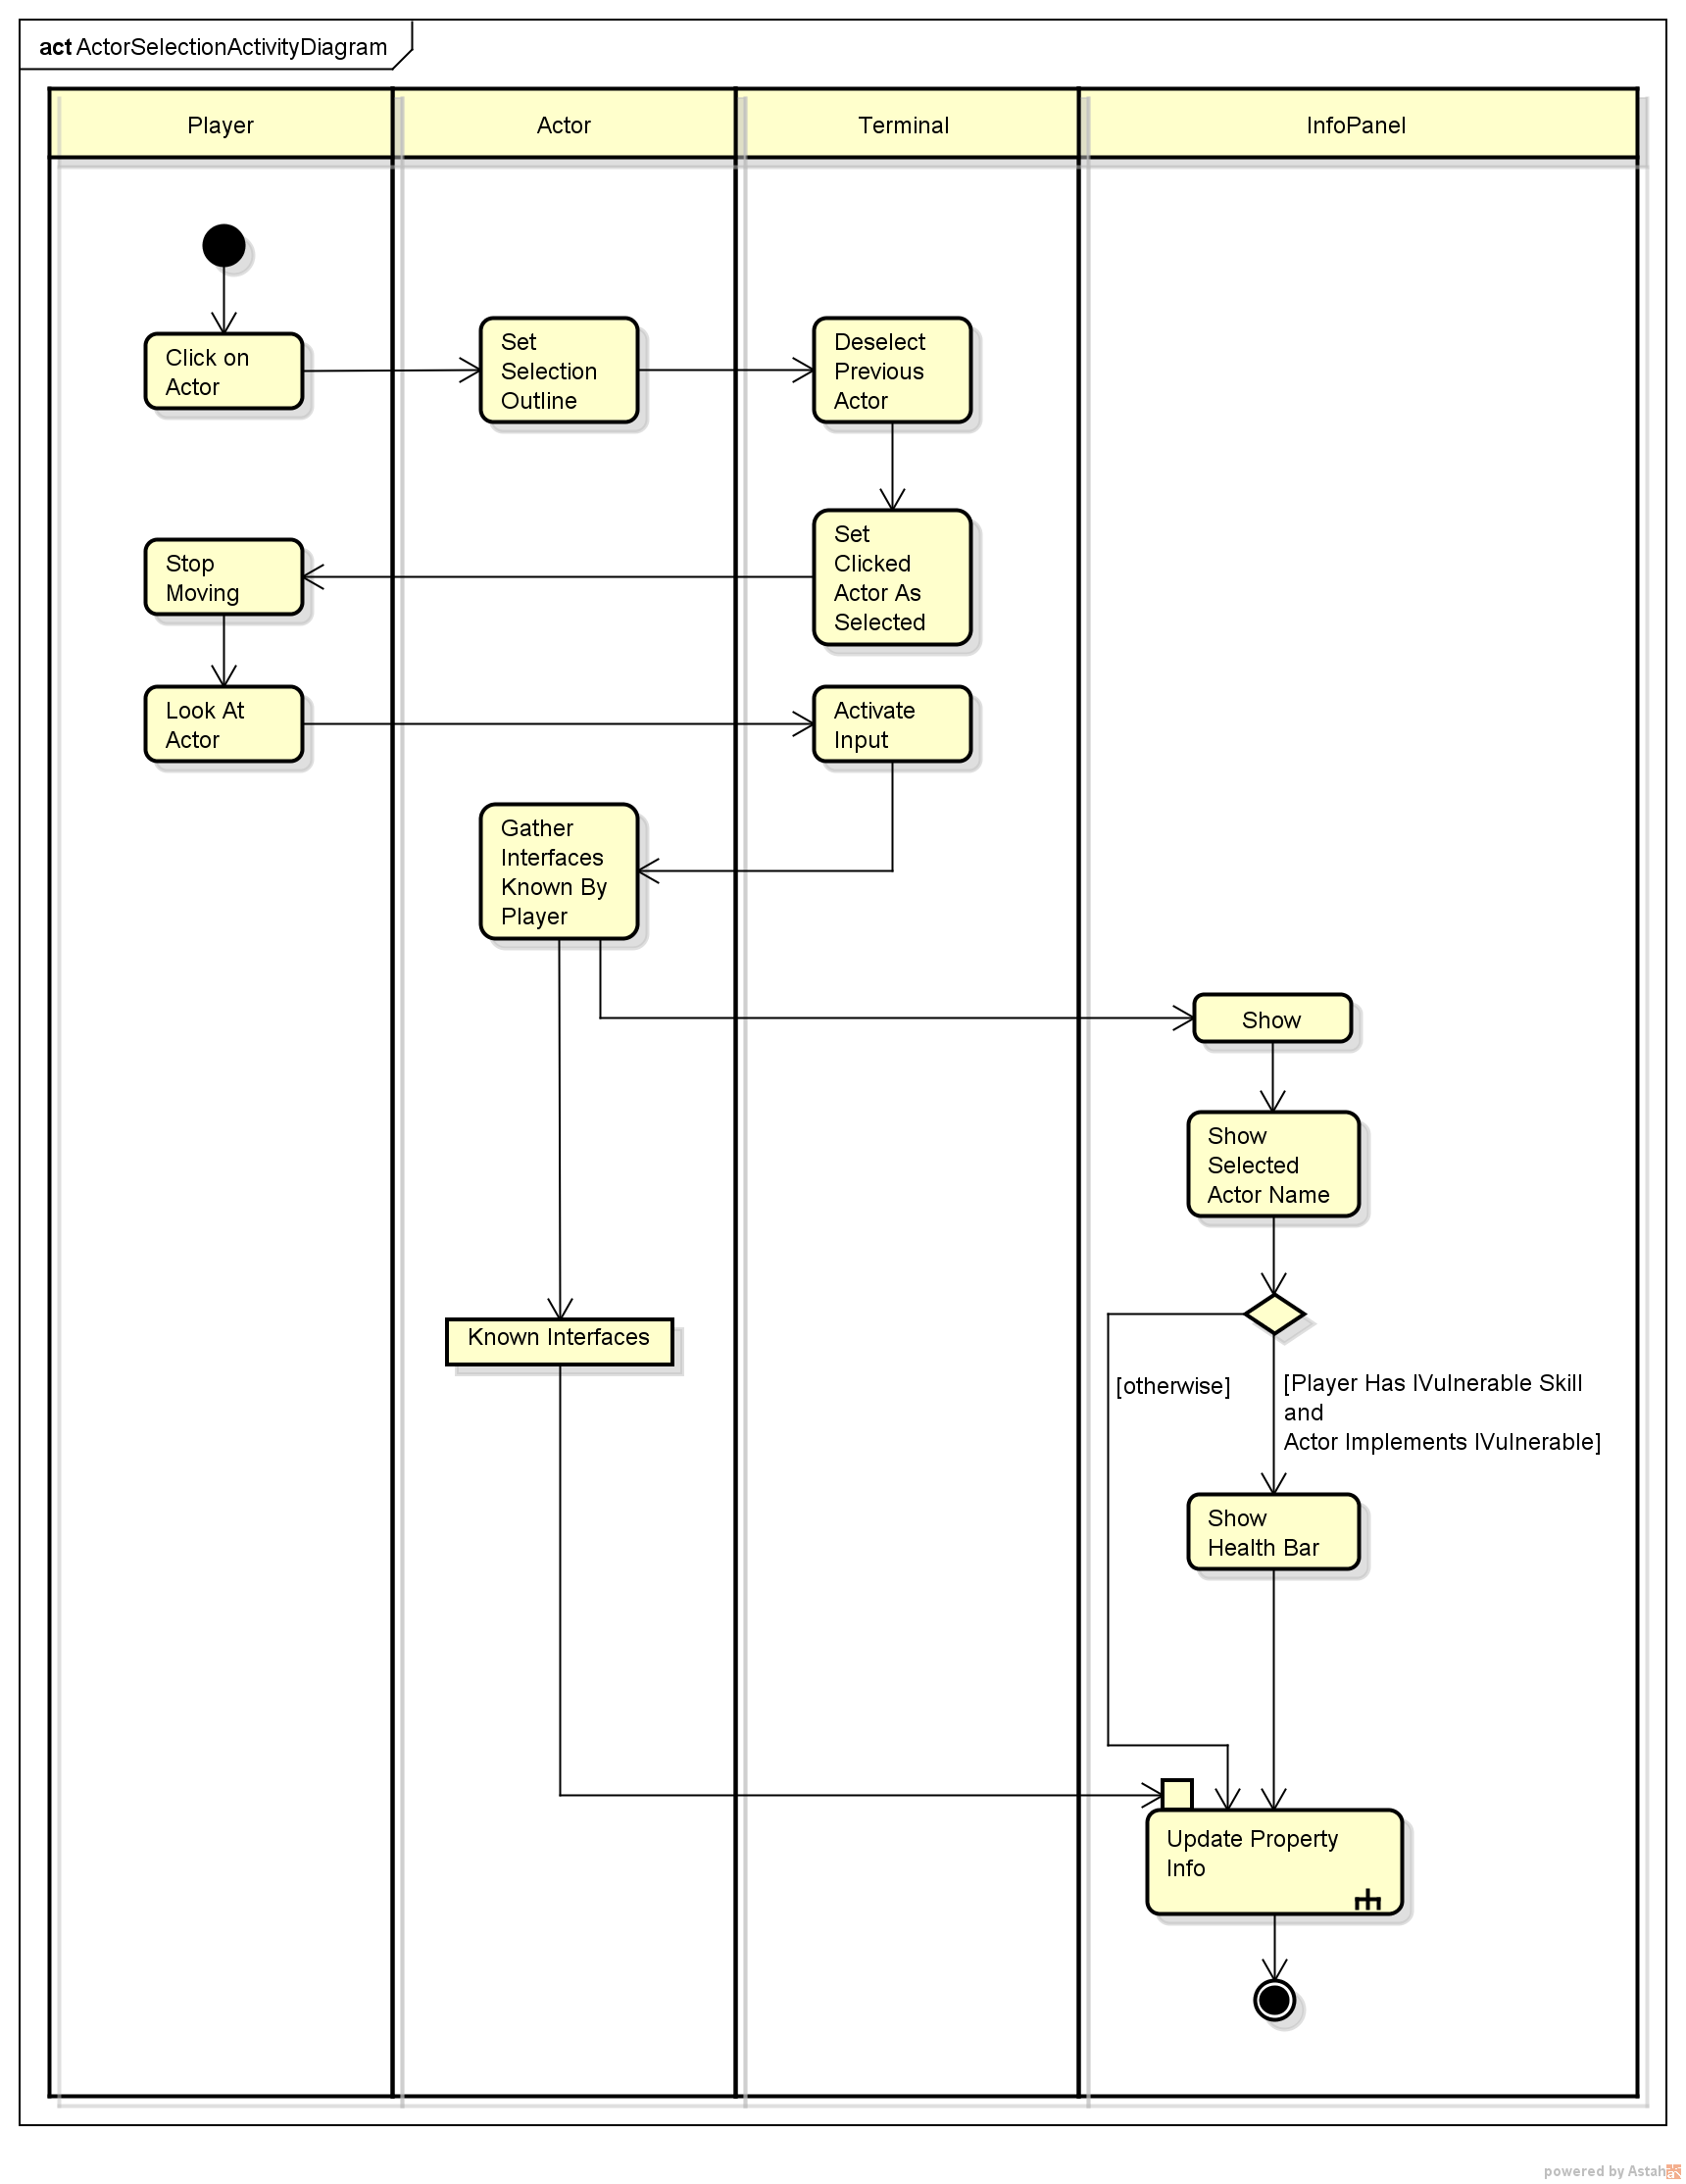 act ActorSelectionActivityDiagram
Player
Actor
Terminal
InfoPanel
Click on
Actor
Set
Selection
Outline
Deselect
Previous
Actor
Set
Clicked
Actor As
Selected
Stop
Moving
Look At
Actor
Activate
Input
Gather
Interfaces
Known By
Player
Show
Show
Selected
Actor Name
Known Interfaces
[otherwise]
[Player Has IVulnerable Skill
and
Actor Implements IVulnerable]
Show
Health Bar
Update Property
Info
powered by Astah